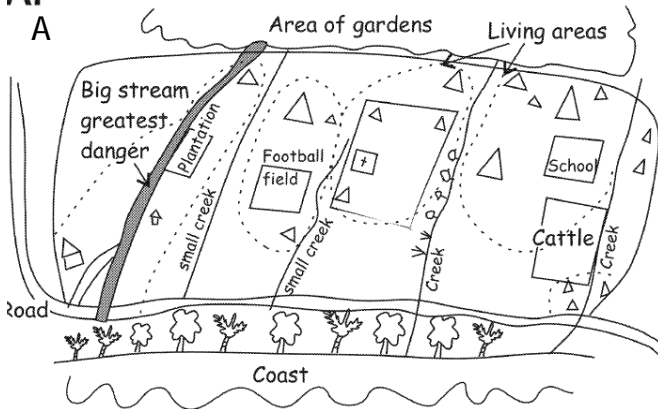 A
Area of gardens
Living areas
Big stream
greatest
danger
Plantation
Football
field
School
Cattle
small creek
small creek
Creek
Creek
Road
Coast